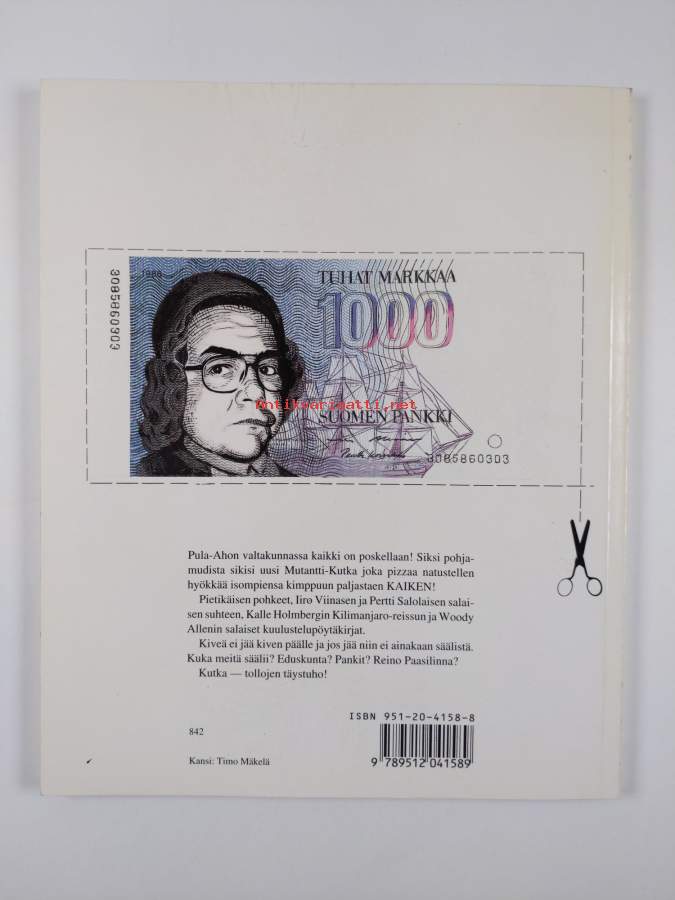 1986
TUHAT MARKKAA
1000
3085860303
Antikvariaatti.net
SUOMEN PANKKI
3085860303
Pula-Ahon valtakunnassa kaikki on poskellaan! Siksi pohja-
mudista sikisi uusi Mutantti-Kutka joka pizzaa natustellen
hyökkää isompiensa kimppuun paljastaen KAIKEN!
Pietikäisen pohkeet, Iiro Viinasen ja Pertti Salolaisen salai-
sen suhteen, Kalle Holmbergin Kilimanjaro-reissun ja Woody
Allenin salaiset kuulustelupöytäkirjat.
Kiveä ei jää kiven päälle ja jos jää niin ei ainakaan säälistä.
Kuka meitä säälii? Eduskunta? Pankit? Reino Paasilinna?
Kutka — tollojen täystuho!
ISBN 951-20-4158-8
842
Kansi: Timo Mäkelä
9 789512 041589